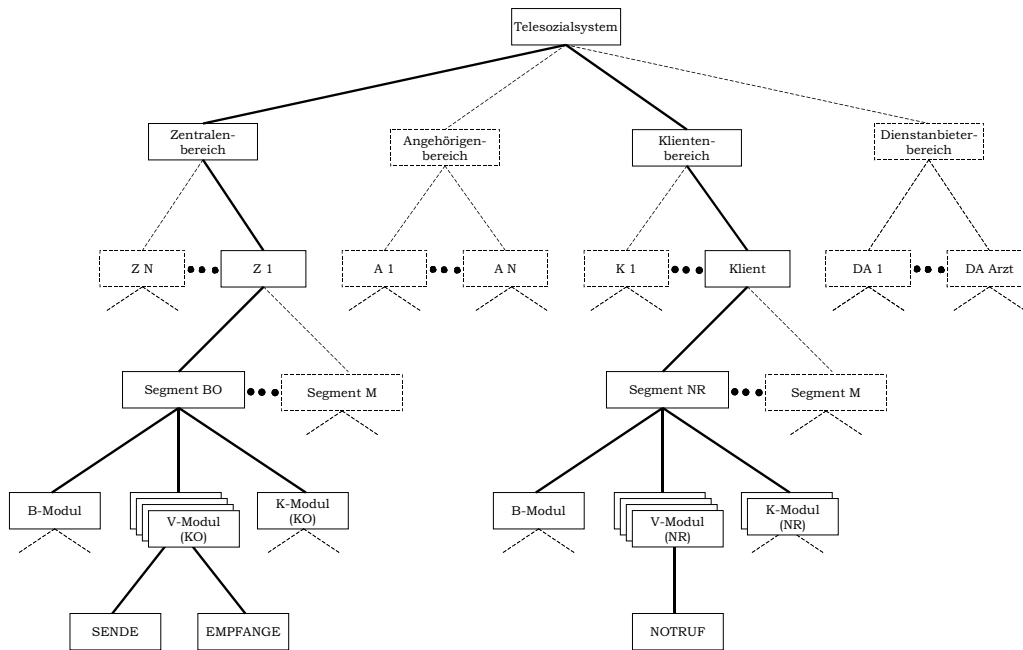 Telesozialsystem
Zentralen-
bereich
Angehörigen-
bereich
Klienten-
bereich
Dienstanbieter-
bereich
Z N
Z 1
A 1
A N
K 1
Klient
DA 1
DA Arzt
Segment BO
Segment M
Segment NR
Segment M
B-Modul
V-Modul
(KO)
K-Modul
(KO)
B-Modul
V-Modul
(NR)
K-Modul
(NR)
SENDE
EMPFANGE
NOTRUF